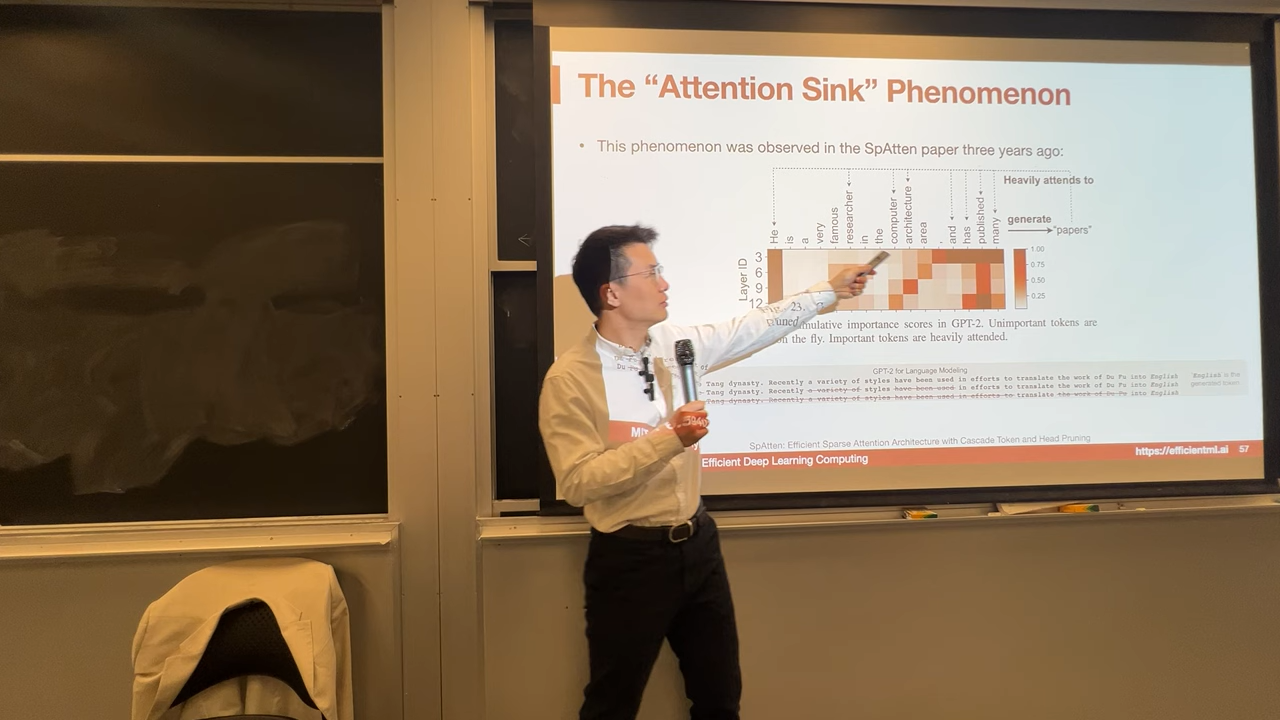 The “Attention Sink” Phenomenon
• This phenomenon was observed in the SpAtten paper three years ago:
Heavily attends to
He is a very famous researcher in the computer architecture area , and has published many
generate
"papers"
Layer ID
3
6
9
12
1.00
0.75
0.50
0.25
23,
mulative importance scores in GPT-2. Unimportant tokens are
on the fly. Important tokens are heavily attended.
GPT-2 for Language Modeling
Tang dynasty. Recently a variety of styles have been used in efforts to translate the work of Du Fu into English
Tang dynasty. Recently a variety of styles have been used in efforts to translate the work of Du Fu into English
Tang dynasty. Recently a variety of styles have been used in efforts to translate the work of Du Fu into English
English is the
generated token
SpAtten: Efficient Sparse Attention Architecture with Cascade Token and Head Pruning
Efficient Deep Learning Computing
https://efficientml.ai 57